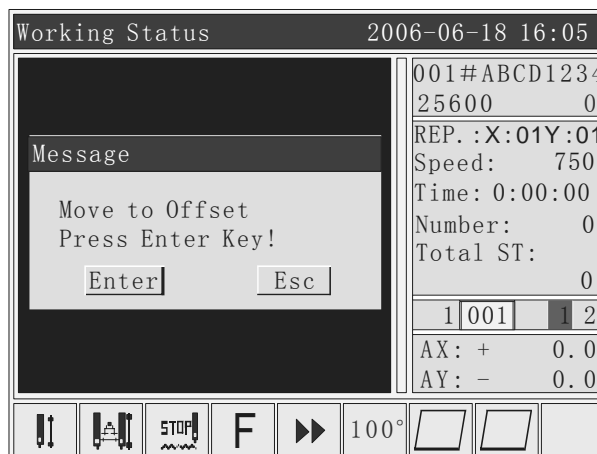 Working Status 2006-06-18 16:05
001#ABCD1234
25600 0
REP.:X:01Y:01
Speed: 750
Time: 0:00:00
Number: 0
Total ST:
0
Message
Move to Offset
Press Enter Key!
Enter Esc
1 001 1 2
AX: + 0.0
AY: - 0.0
STOP F 100°